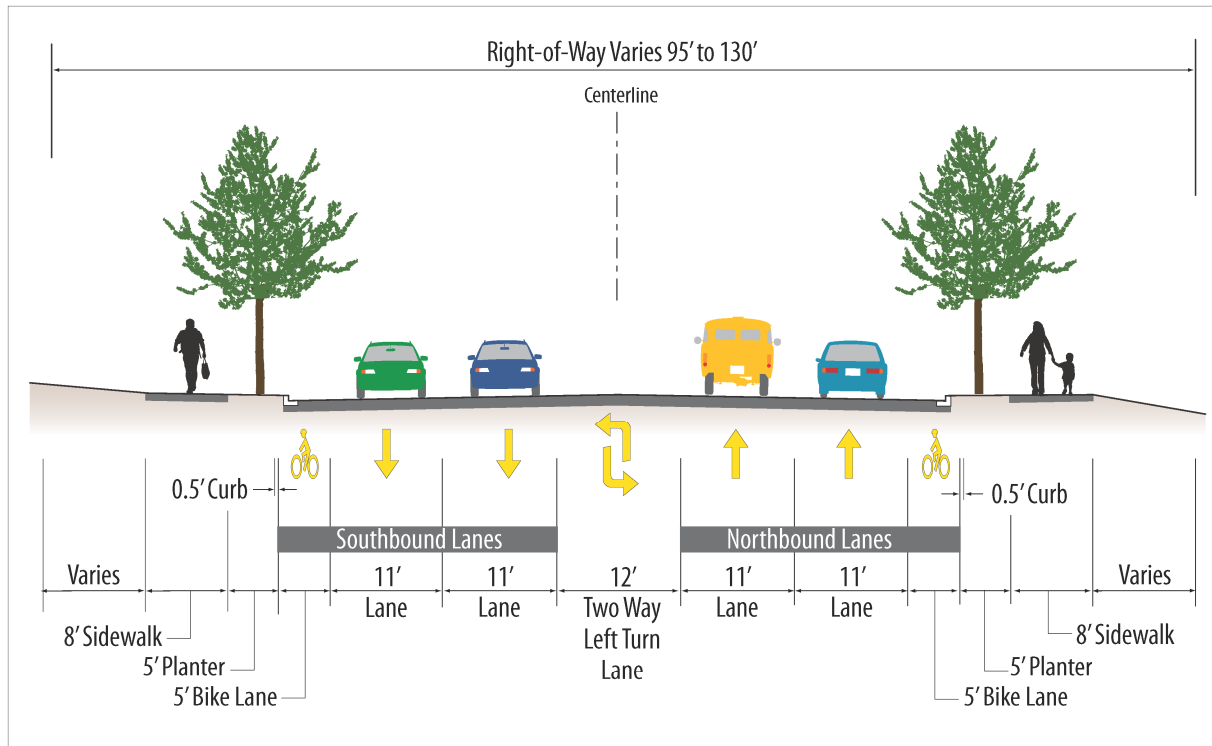 Right-of-Way Varies 95’ to 130’
Centerline
0.5’ Curb
0.5’ Curb
Southbound Lanes
Northbound Lanes
Varies
11’
Lane
11’
Lane
12’
Two Way
Left Turn
Lane
11’
Lane
11’
Lane
Varies
8’ Sidewalk
8’ Sidewalk
5’ Planter
5’ Planter
5’ Bike Lane
5’ Bike Lane